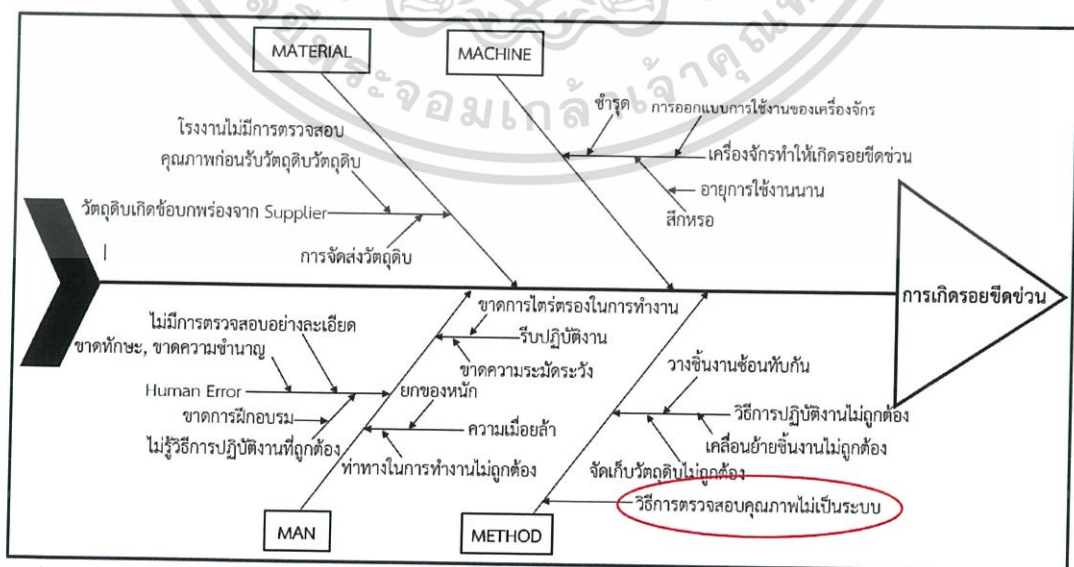 พระจอมเกล้าเจ้าคุณท
MATERIAL
MACHINE
โรงงานไม่มีการตรวจสอบ
คุณภาพก่อนรับวัตถุดิบวัตถุดิบ
วัตถุดิบเกิดข้อบกพร่องจาก Supplier
การจัดส่งวัตถุดิบ
ชำรุด
การออกแบบการใช้งานของเครื่องจักร
เครื่องจักรทำให้เกิดรอยขีดข่วน
อายุการใช้งานนาน
สึกหรอ
การเกิดรอยขีดข่วน
ขาดการไตร่ตรองในการทำงาน
รีบปฏิบัติงาน
ขาดความระมัดระวัง
ไม่มีการตรวจสอบอย่างละเอียด
ขาดทักษะ, ขาดความชำนาญ
Human Error
ขาดการฝึกอบรม
ไม่รู้วิธีการปฏิบัติงานที่ถูกต้อง
ยกของหนัก
ความเมื่อยล้า
ท่าทางในการทำงานไม่ถูกต้อง
วางชิ้นงานซ้อนทับกัน
วิธีการปฏิบัติงานไม่ถูกต้อง
เคลื่อนย้ายชิ้นงานไม่ถูกต้อง
จัดเก็บวัตถุดิบไม่ถูกต้อง
วิธีการตรวจสอบคุณภาพไม่เป็นระบบ
MAN
METHOD